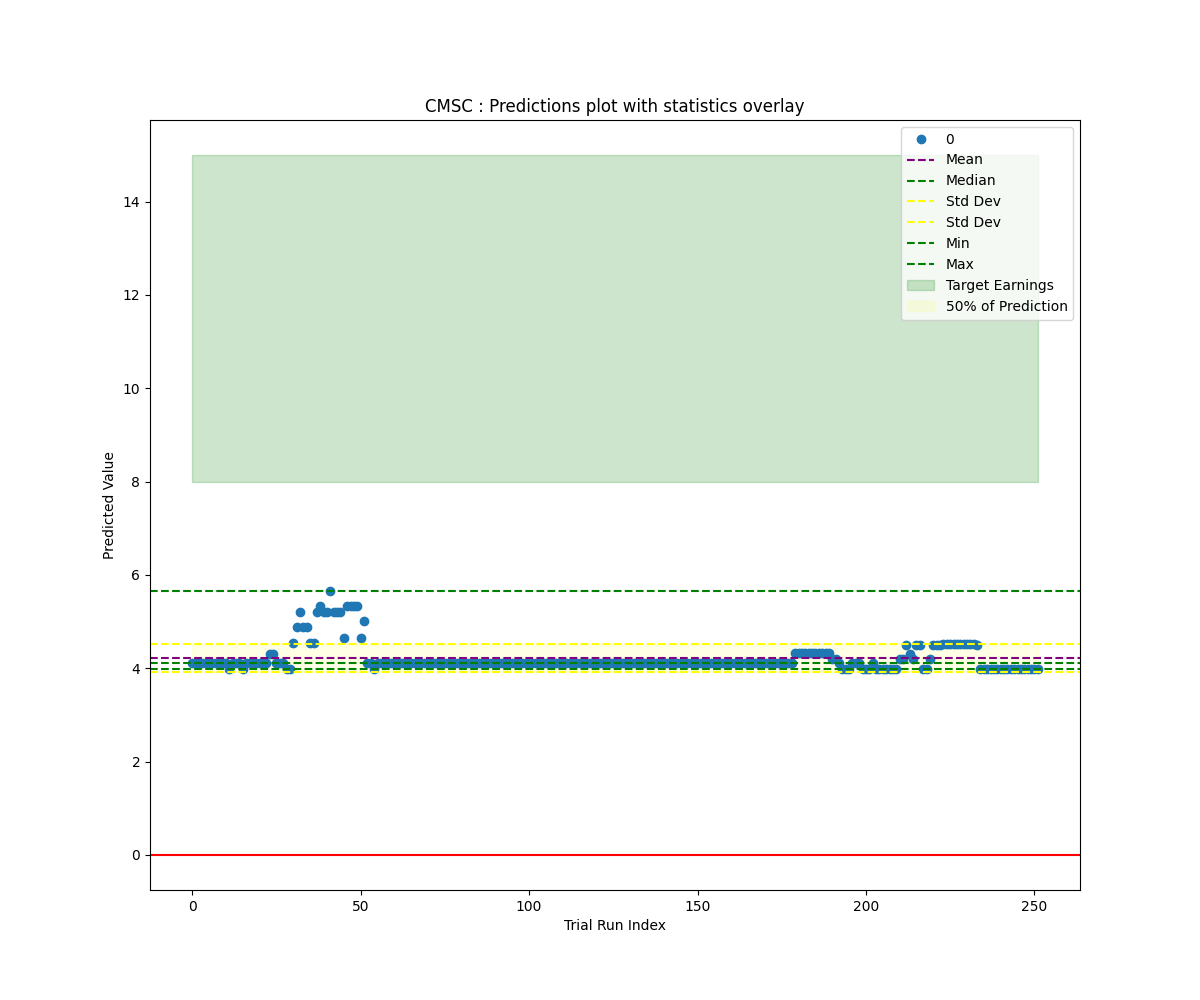 CMSC : Predictions plot with statistics overlay
0
Mean
Median
Std Dev
Std Dev
Min
Max
Target Earnings
50% of Prediction
14
12
10
8
6
4
2
0
Predicted Value
0 50 100 150 200 250
Trial Run Index